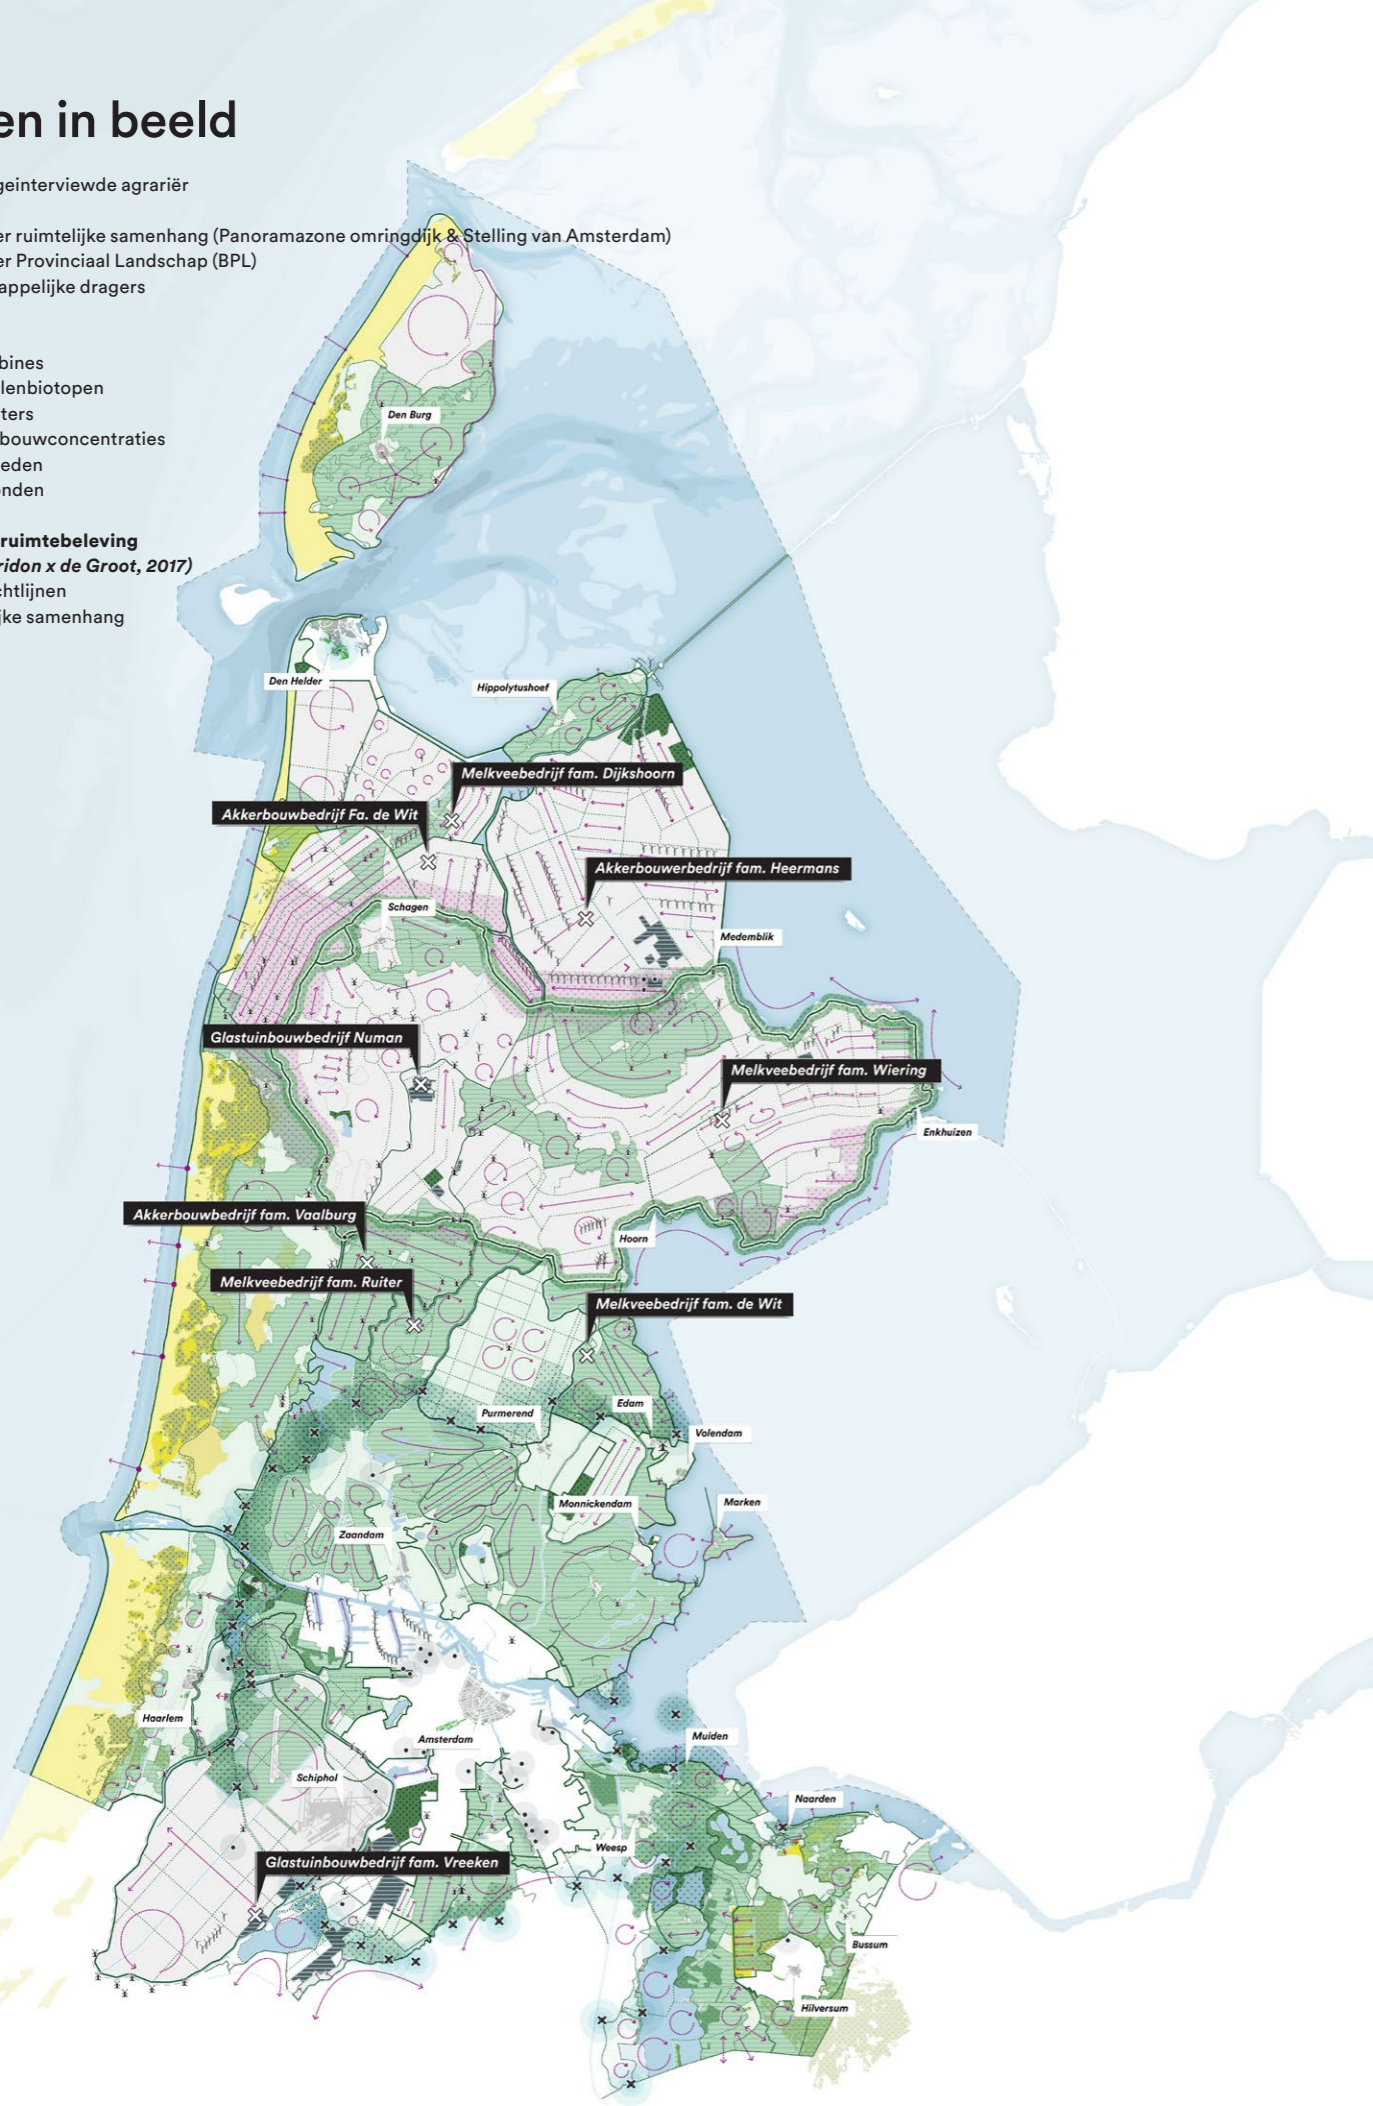 en in beeld
geinterviewde agrariër
er ruimtelijke samenhang (Panoramazone omringdijk & Stelling van Amsterdam)
er Provinciaal Landschap (BPL)
appelijke dragers
bines
lenbiotopen
ters
bouwconcentraties
eden
nden
ruimtebeleving
ridon x de Groot, 2017)
chtlijnen
jke samenhang
Den Burg
Den Helder
Hippolytushoef
Melkveebedrijf fam. Dijkshoorn
Akkerbouwbedrijf Fa. de Wit
Akkerbouwerbedrijf fam. Heermans
Schagen
Medemblik
Glastuinbouwbedrijf Numan
Melkveebedrijf fam. Wiering
Enkhuizen
Akkerbouwbedrijf fam. Vaalburg
Hoorn
Melkveebedrijf fam. Ruiter
Melkveebedrijf fam. de Wit
Edam
Purmerend
Volendam
Monnickendam
Marken
Zaandam
Haarlem
Muiden
Amsterdam
Schiphol
Naarden
Weesp
Glastuinbouwbedrijf fam. Vreeken
Bussum
Hilversum